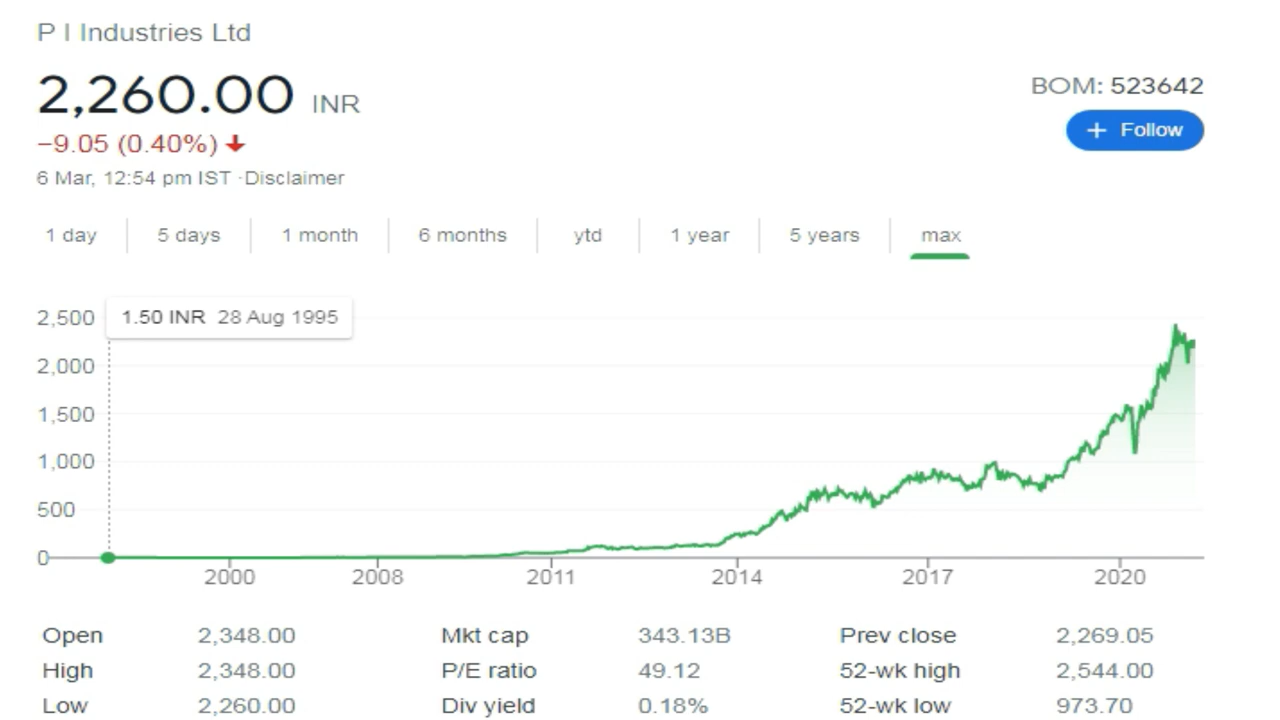 P I Industries Ltd
2,260.00 INR
BOM: 523642
−9.05 (0.40%)
+ Follow
6 Mar, 12:54 pm IST ·Disclaimer
1 day 5 days 1 month 6 months ytd 1 year 5 years max
1.50 INR 28 Aug 1995
2,500
2,000
1,500
1,000
500
0
2000 2008 2011 2014 2017 2020
Open 2,348.00 Mkt cap 343.13B Prev close 2,269.05
High 2,348.00 P/E ratio 49.12 52-wk high 2,544.00
Low 2,260.00 Div yield 0.18% 52-wk low 973.70